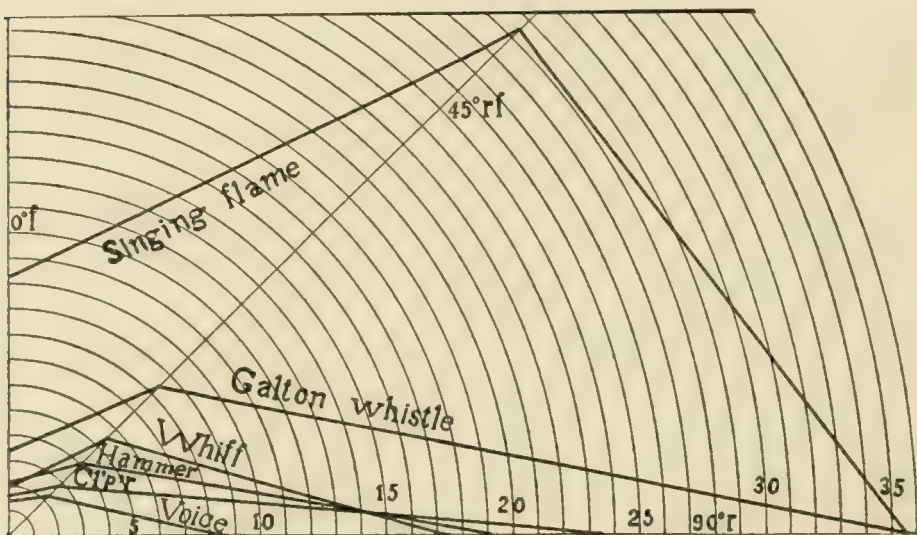 45°rf
0°f
Singing flame
Galton whistle
Whiff
Hammer
Cl'p'r
Voice
5
10
15
20
25
30
35
90°r